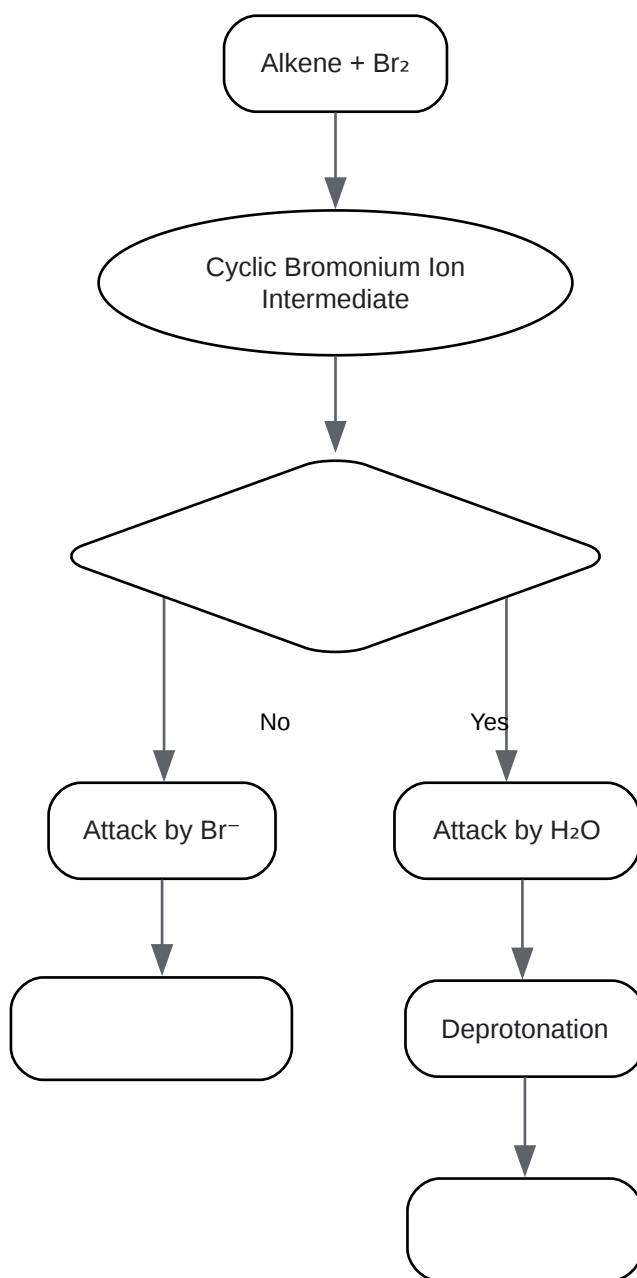 Alkene + Br₂
Cyclic Bromonium Ion
Intermediate
No
Yes
Attack by Br⁻
Attack by H₂O
Deprotonation